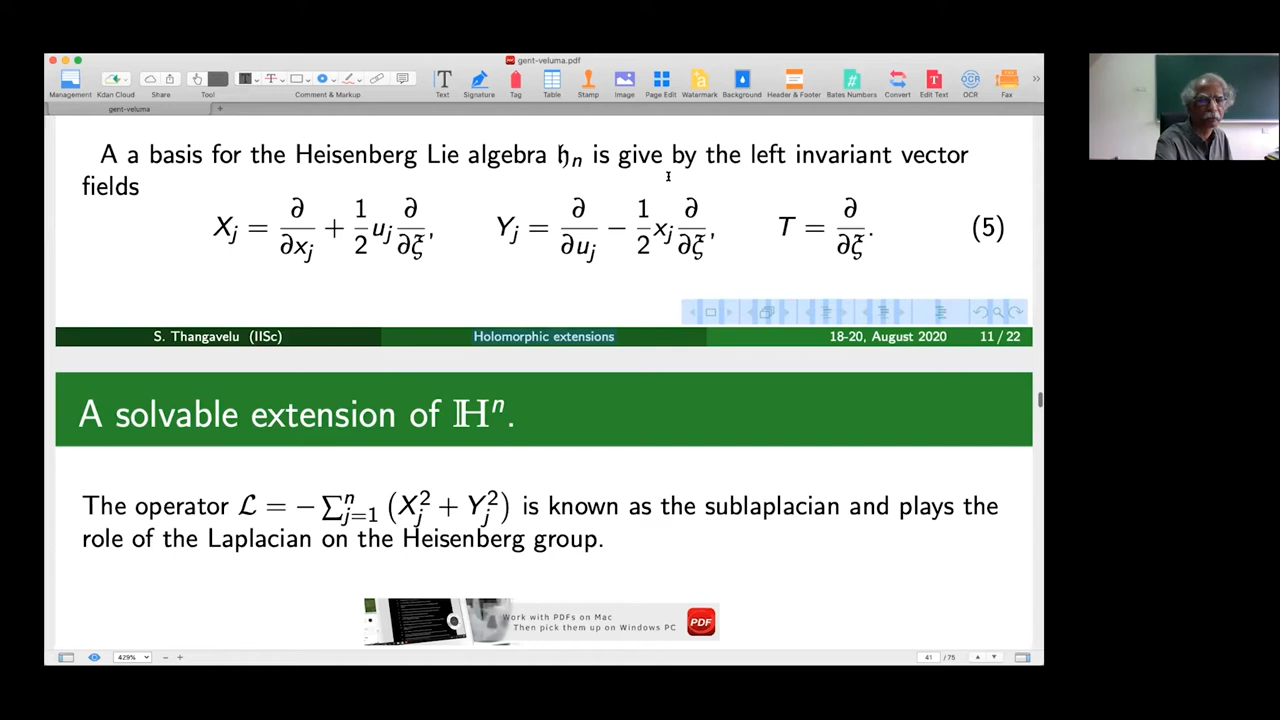 gent-veluma.pdf
Management
Kdan Cloud
Share
Tool
Comment & Markup
Text
Signature
Tag
Stamp
Table
Image
Page Edit
Watermark
Background
Header & Footer
Bates Numbers
Convert
Edit Text
OCR
Fax
gent-veluma
A a basis for the Heisenberg Lie algebra 𝔥ₙ is give by the left invariant vector
fields
Xⱼ = ∂/∂xⱼ + 1/2 uⱼ ∂/∂ξ, Yⱼ = ∂/∂uⱼ − 1/2 xⱼ ∂/∂ξ, T = ∂/∂ξ. (5)
S. Thangavelu (IISc) Holomorphic extensions 18-20, August 2020 11 / 22
A solvable extension of ℍⁿ.
The operator ℒ = − ∑ⁿⱼ₌₁ (Xⱼ² + Yⱼ²) is known as the sublaplacian and plays the
role of the Laplacian on the Heisenberg group.
Work with PDFs on Mac
Then pick them up on Windows PC
PDF
429%
41 / 75